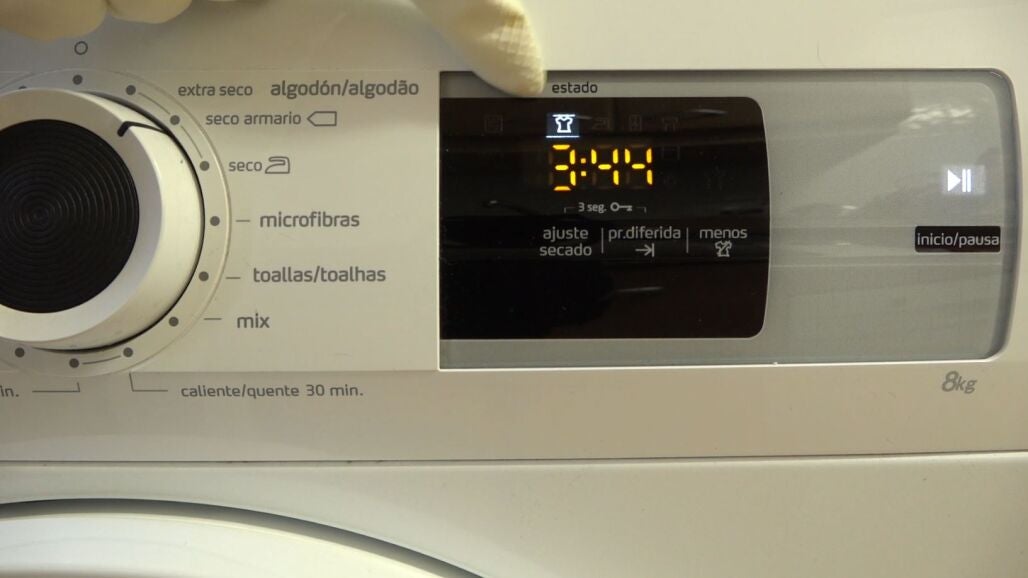 extra seco algodón/algodão
seco armario
seco
microfibras
toallas/toalhas
mix
in.
caliente/quente 30 min.
estado
3:44
3 seg.
ajuste secado
pr.diferida
menos
inicio/pausa
8kg